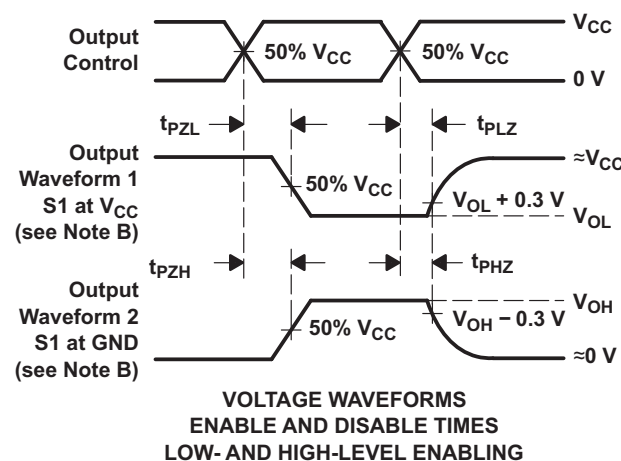 Output
Control
50% VCC
50% VCC
VCC
0 V
tPZL
tPLZ
Output
Waveform 1
S1 at VCC
(see Note B)
50% VCC
≈VCC
VOL + 0.3 V
VOL
tPZH
tPHZ
Output
Waveform 2
S1 at GND
(see Note B)
50% VCC
VOH
VOH − 0.3 V
≈0 V
VOLTAGE WAVEFORMS
ENABLE AND DISABLE TIMES
LOW- AND HIGH-LEVEL ENABLING